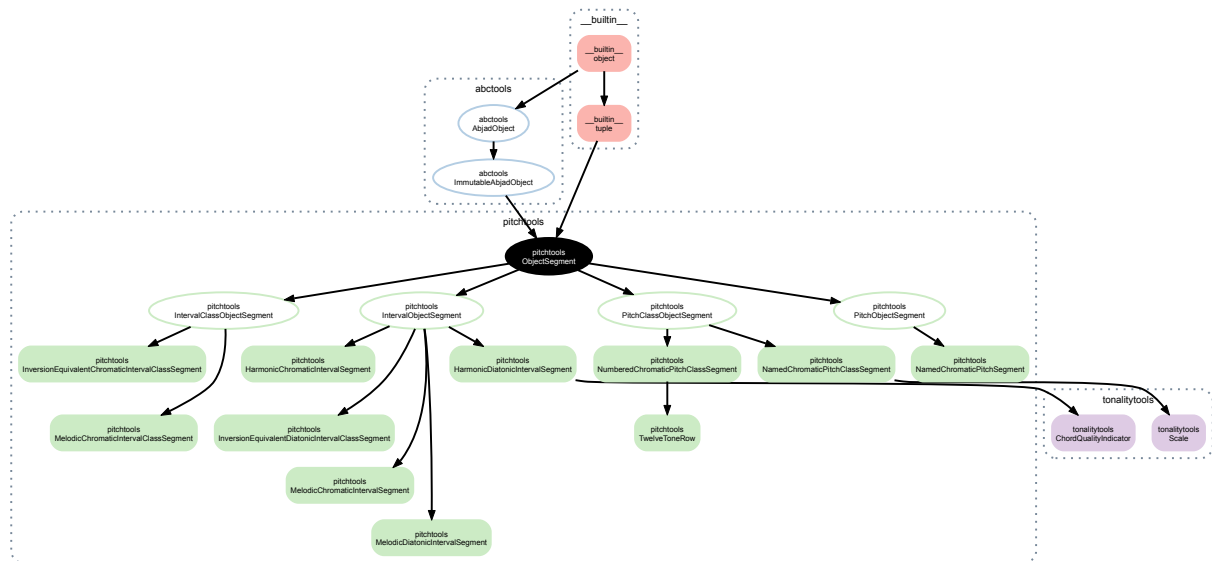 __builtin__
__builtin__
object
abctools
abctools
AbjadObject
__builtin__
tuple
abctools
ImmutableAbjadObject
pitchtools
pitchtools
ObjectSegment
pitchtools
IntervalClassObjectSegment
pitchtools
IntervalObjectSegment
pitchtools
PitchClassObjectSegment
pitchtools
PitchObjectSegment
pitchtools
InversionEquivalentChromaticIntervalClassSegment
pitchtools
HarmonicChromaticIntervalSegment
pitchtools
HarmonicDiatonicIntervalSegment
pitchtools
NumberedChromaticPitchClassSegment
pitchtools
NamedChromaticPitchClassSegment
pitchtools
NamedChromaticPitchSegment
tonalitytools
pitchtools
MelodicChromaticIntervalClassSegment
pitchtools
InversionEquivalentDiatonicIntervalClassSegment
pitchtools
TwelveToneRow
tonalitytools
ChordQualityIndicator
tonalitytools
Scale
pitchtools
MelodicChromaticIntervalSegment
pitchtools
MelodicDiatonicIntervalSegment